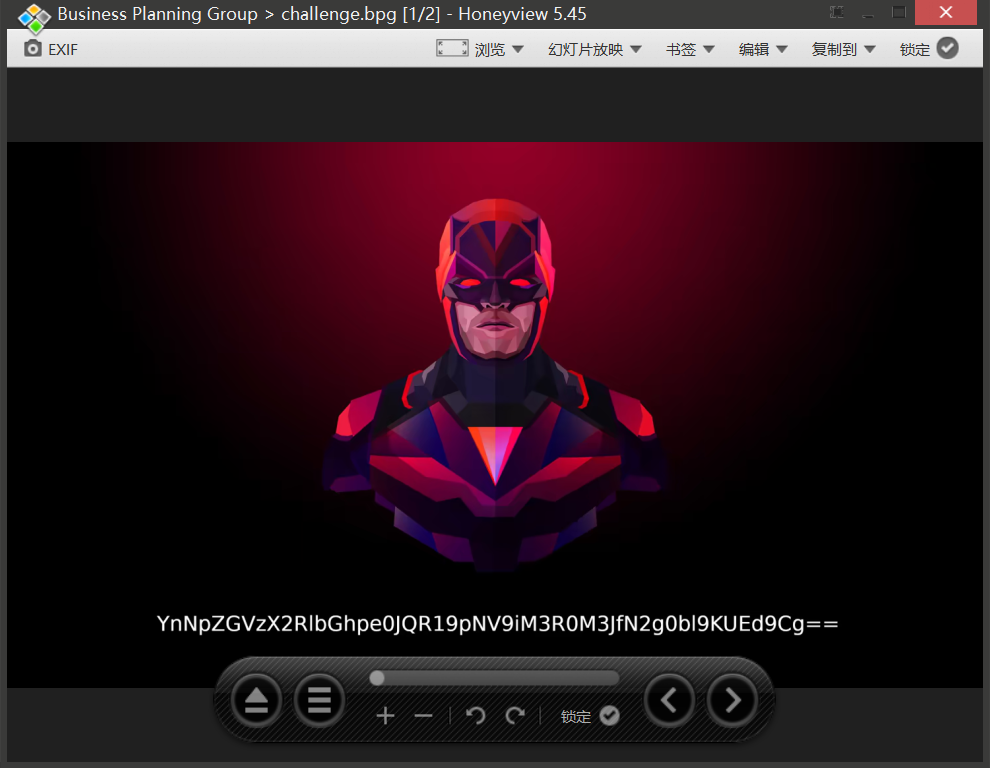 Business Planning Group > challenge.bpg [1/2] - Honeyview 5.45
EXIF 浏览 幻灯片放映 书签 编辑 复制到 锁定
YnNpZGVzX2RlbGhpe0JQR19pNV9iM3R0M3JfN2g0bl9KUEd9Cg==
锁定